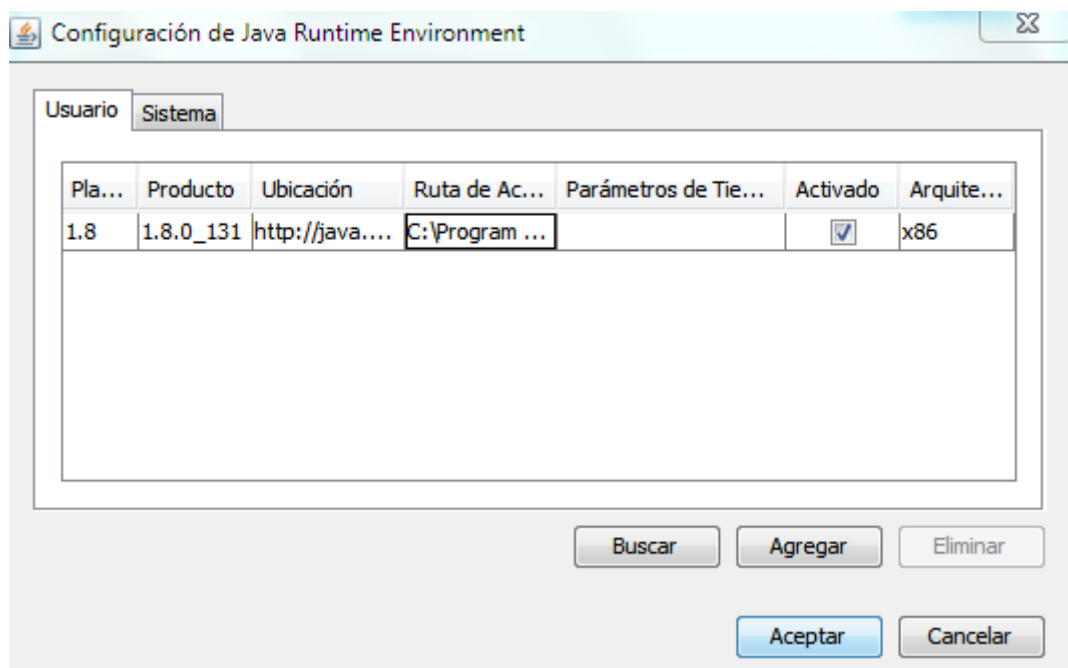 Configuración de Java Runtime Environment
Usuario Sistema
Pla... Producto Ubicación Ruta de Ac... Parámetros de Tie... Activado Arquite...
1.8 1.8.0_131 http://java.... C:\Program ... x86
Buscar Agregar Eliminar
Aceptar Cancelar